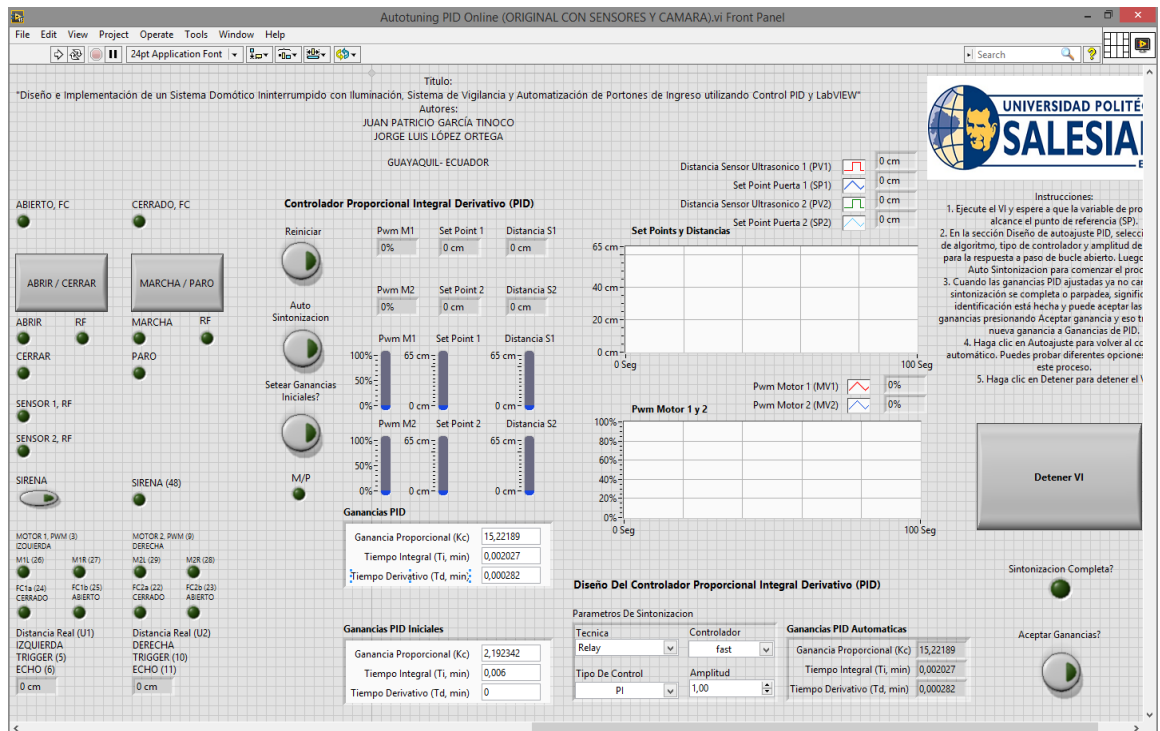 Autotuning PID Online (ORIGINAL CON SENSORES Y CAMARA).vi Front Panel
File Edit View Project Operate Tools Window Help
24pt Application Font
Search
Titulo:
"Diseño e Implementación de un Sistema Domótico Ininterrumpido con Iluminación, Sistema de Vigilancia y Automatización de Portones de Ingreso utilizando Control PID y LabVIEW"
Autores:
JUAN PATRICIO GARCÍA TINOCO
JORGE LUIS LÓPEZ ORTEGA
GUAYAQUIL- ECUADOR
UNIVERSIDAD POLITÉ
SALESIA
Distancia Sensor Ultrasonico 1 (PV1) 0 cm
Set Point Puerta 1 (SP1) 0 cm
Distancia Sensor Ultrasonico 2 (PV2) 0 cm
Set Point Puerta 2 (SP2) 0 cm
Instrucciones:
1. Ejecute el VI y espere a que la variable de pro
alcance el punto de referencia (SP).
2. En la sección Diseño de autoajuste PID, selecci
de algoritmo, tipo de controlador y amplitud de
para la respuesta a paso de bucle abierto. Luego
Auto Sintonizacion para comenzar el proc
3. Cuando las ganancias PID ajustadas ya no car
sintonización se completa o parpadea, signific
identificación está hecha y puede aceptar las
ganancias presionando Aceptar ganancia y eso tr
nueva ganancia a Ganancias de PID.
4. Haga clic en Autoajuste para volver al co
automático. Puedes probar diferentes opciones
este proceso.
5. Haga clic en Detener para detener el V
ABIERTO, FC CERRADO, FC
ABRIR / CERRAR MARCHA / PARO
ABRIR RF MARCHA RF
CERRAR PARO
SENSOR 1, RF
SENSOR 2, RF
SIRENA SIRENA (48)
MOTOR 1, PWM (3) MOTOR 2, PWM (9)
IZQUIERDA DERECHA
M1L (26) M1R (27) M2L (29) M2R (28)
FC1a (24) FC1b (25) FC2a (22) FC2b (23)
CERRADO ABIERTO CERRADO ABIERTO
Distancia Real (U1) Distancia Real (U2)
IZQUIERDA DERECHA
TRIGGER (5) TRIGGER (10)
ECHO (6) ECHO (11)
0 cm 0 cm
Controlador Proporcional Integral Derivativo (PID)
Reiniciar
Auto
Sintonizacion
Setear Ganancias
Iniciales?
M/P
Pwm M1 Set Point 1 Distancia S1
0% 0 cm 0 cm
Pwm M2 Set Point 2 Distancia S2
0% 0 cm 0 cm
Pwm M1 Set Point 1 Distancia S1
100% 65 cm 65 cm
50%
0% 0 cm 0 cm
Pwm M2 Set Point 2 Distancia S2
100% 65 cm 65 cm
50%
0% 0 cm 0 cm
Ganancias PID
Ganancia Proporcional (Kc) 15,22189
Tiempo Integral (Ti, min) 0,002027
Tiempo Derivativo (Td, min) 0,000282
Ganancias PID Iniciales
Ganancia Proporcional (Kc) 2,192342
Tiempo Integral (Ti, min) 0,006
Tiempo Derivativo (Td, min) 0
Set Points y Distancias
65 cm
40 cm
20 cm
0 cm
0 Seg 100 Seg
Pwm Motor 1 (MV1) 0%
Pwm Motor 2 (MV2) 0%
Pwm Motor 1 y 2
100%
80%
60%
40%
20%
0%
0 Seg 100 Seg
Detener VI
Diseño Del Controlador Proporcional Integral Derivativo (PID)
Parametros De Sintonizacion
Tecnica Controlador
Relay fast
Tipo De Control Amplitud
PI 1,00
Ganancias PID Automaticas
Ganancia Proporcional (Kc) 15,22189
Tiempo Integral (Ti, min) 0,002027
Tiempo Derivativo (Td, min) 0,000282
Sintonizacion Completa?
Aceptar Ganancias?